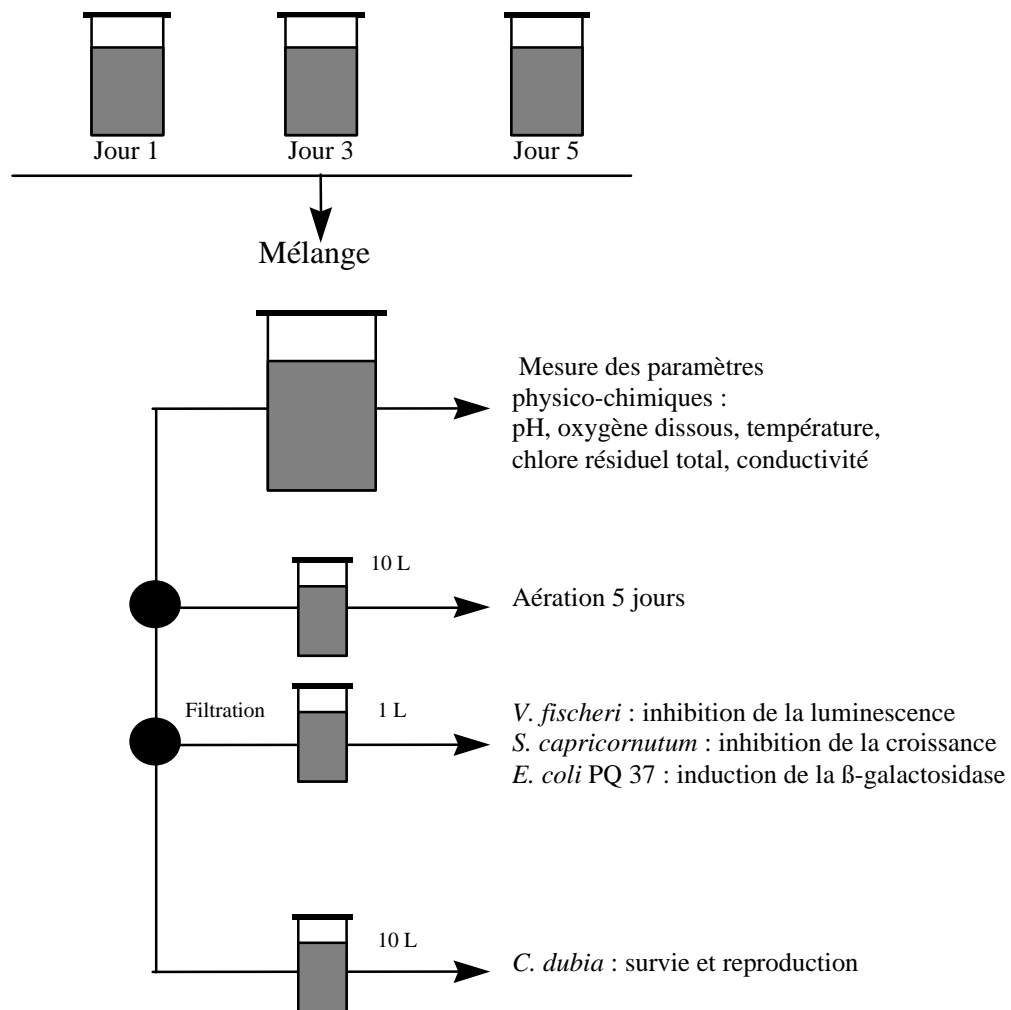 Jour 1
Jour 3
Jour 5
Mélange
Mesure des paramètres
physico-chimiques :
pH, oxygène dissous, température,
chlore résiduel total, conductivité
10 L
Aération 5 jours
Filtration
1 L
V. fischeri : inhibition de la luminescence
S. capricornutum : inhibition de la croissance
E. coli PQ 37 : induction de la ß-galactosidase
10 L
C. dubia : survie et reproduction